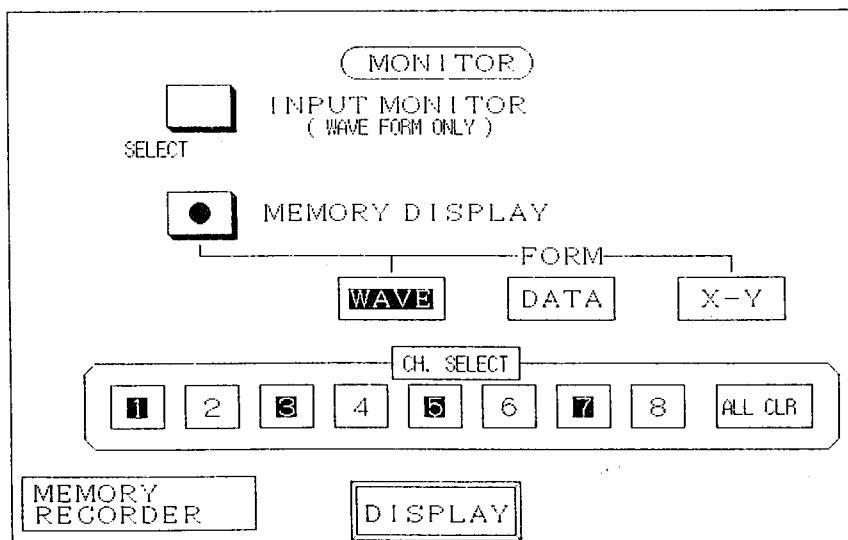 MONITOR
INPUT MONITOR
( WAVE FORM ONLY )
SELECT
MEMORY DISPLAY
FORM
WAVE DATA X-Y
CH. SELECT
1 2 3 4 5 6 7 8 ALL CLR
MEMORY
RECORDER
DISPLAY